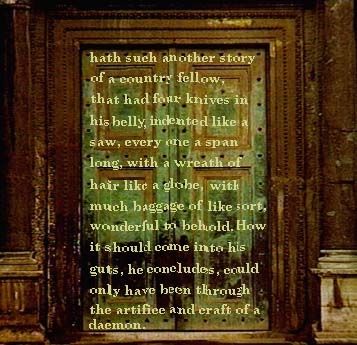 hath such another story
of a country fellow,
that had four knives in
his belly, indented like a
saw, every one a span
long, with a wreath of
hair like a globe, with
much baggage of like sort,
wonderful to behold. How
it should come into his
guts, he concludes, could
only have been through
the artifice and craft of a
daemon.